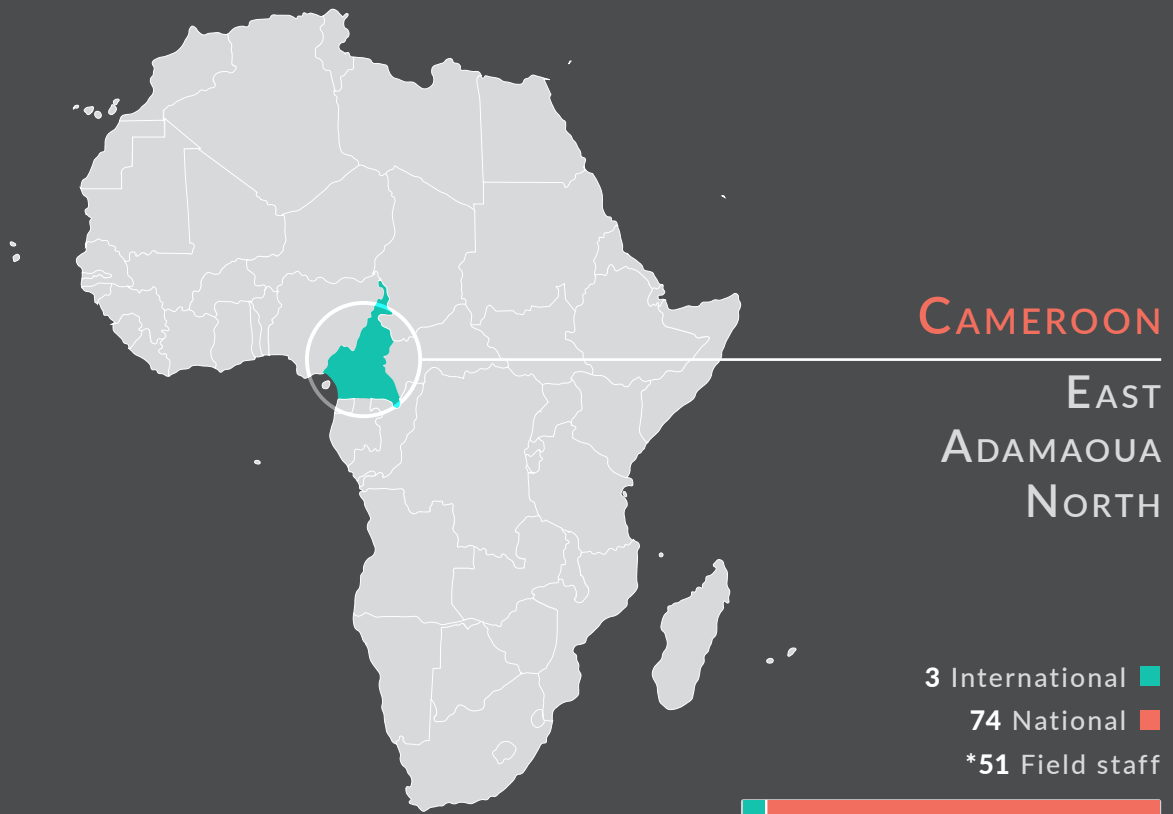 CAMEROON
EAST
ADAMAOUA
NORTH
3 International
74 National
*51 Field staff